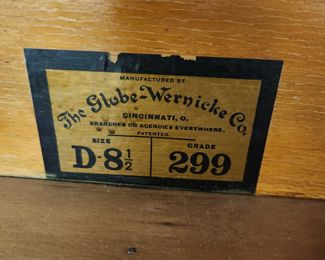 MANUFACTURED BY
The Globe-Wernicke Co.
CINCINNATI, O.
BRANCHES OR AGENCIES EVERYWHERE.
PATENTED.
SIZE GRADE
D-8½ 299